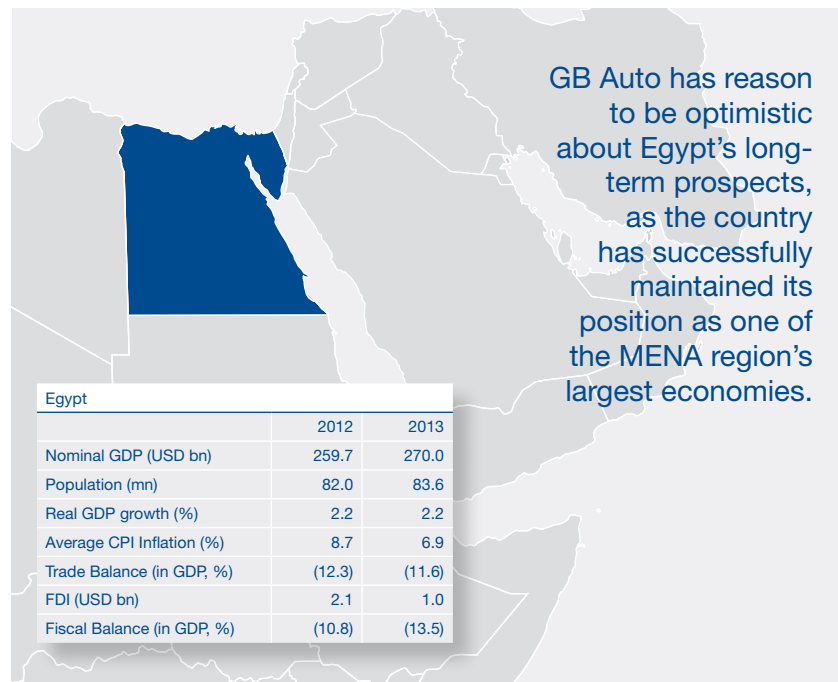 GB Auto has reason
to be optimistic
about Egypt's long-
term prospects,
as the country
has successfully
maintained its
position as one of
the MENA region's
largest economies.
Egypt
2012 2013
Nominal GDP (USD bn) 259.7 270.0
Population (mn) 82.0 83.6
Real GDP growth (%) 2.2 2.2
Average CPI Inflation (%) 8.7 6.9
Trade Balance (in GDP, %) (12.3) (11.6)
FDI (USD bn) 2.1 1.0
Fiscal Balance (in GDP, %) (10.8) (13.5)